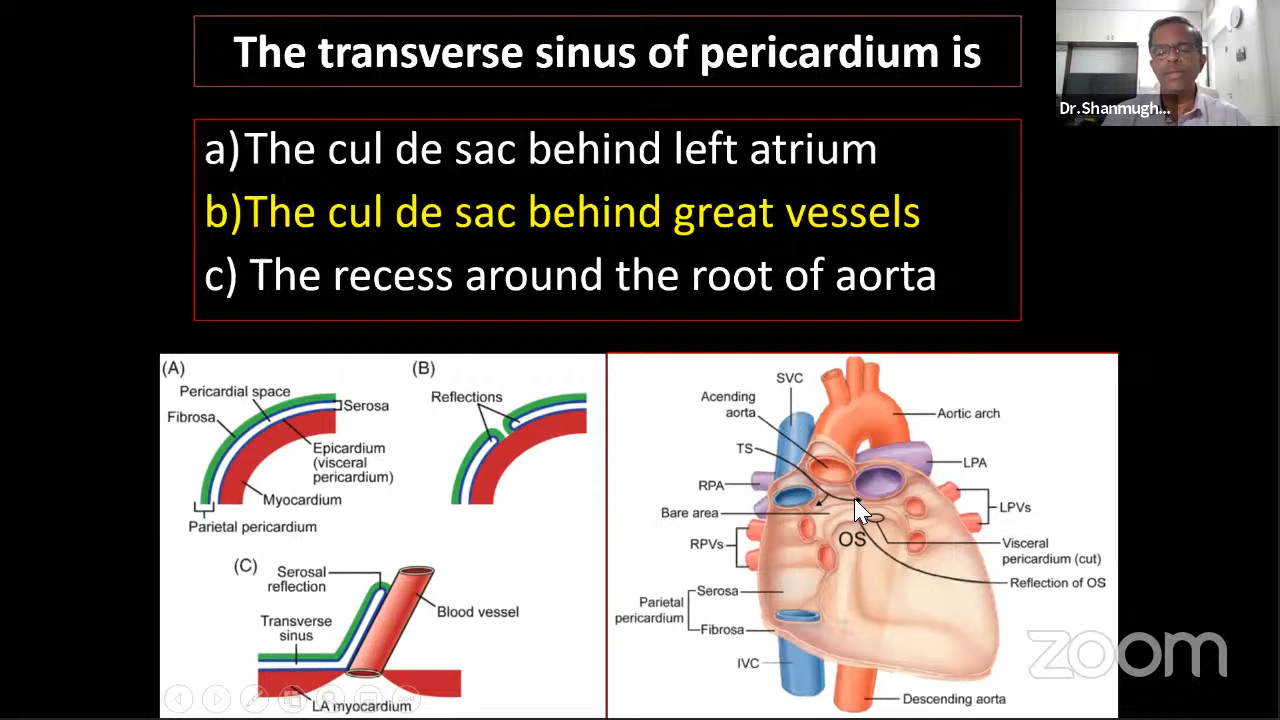 The transverse sinus of pericardium is
Dr.Shanmugh...
a)The cul de sac behind left atrium
b)The cul de sac behind great vessels
c) The recess around the root of aorta
(A)
Pericardial space
Fibrosa
Serosa
Epicardium
(visceral
pericardium)
Myocardium
Parietal pericardium
(B)
Reflections
(C)
Serosal
reflection
Blood vessel
Transverse
sinus
LA myocardium
SVC
Acending
aorta
Aortic arch
TS
LPA
RPA
LPVs
Bare area
RPVs
OS
Visceral
pericardium (cut)
Reflection of OS
Serosa
Parietal
pericardium
Fibrosa
IVC
Descending aorta
zoom